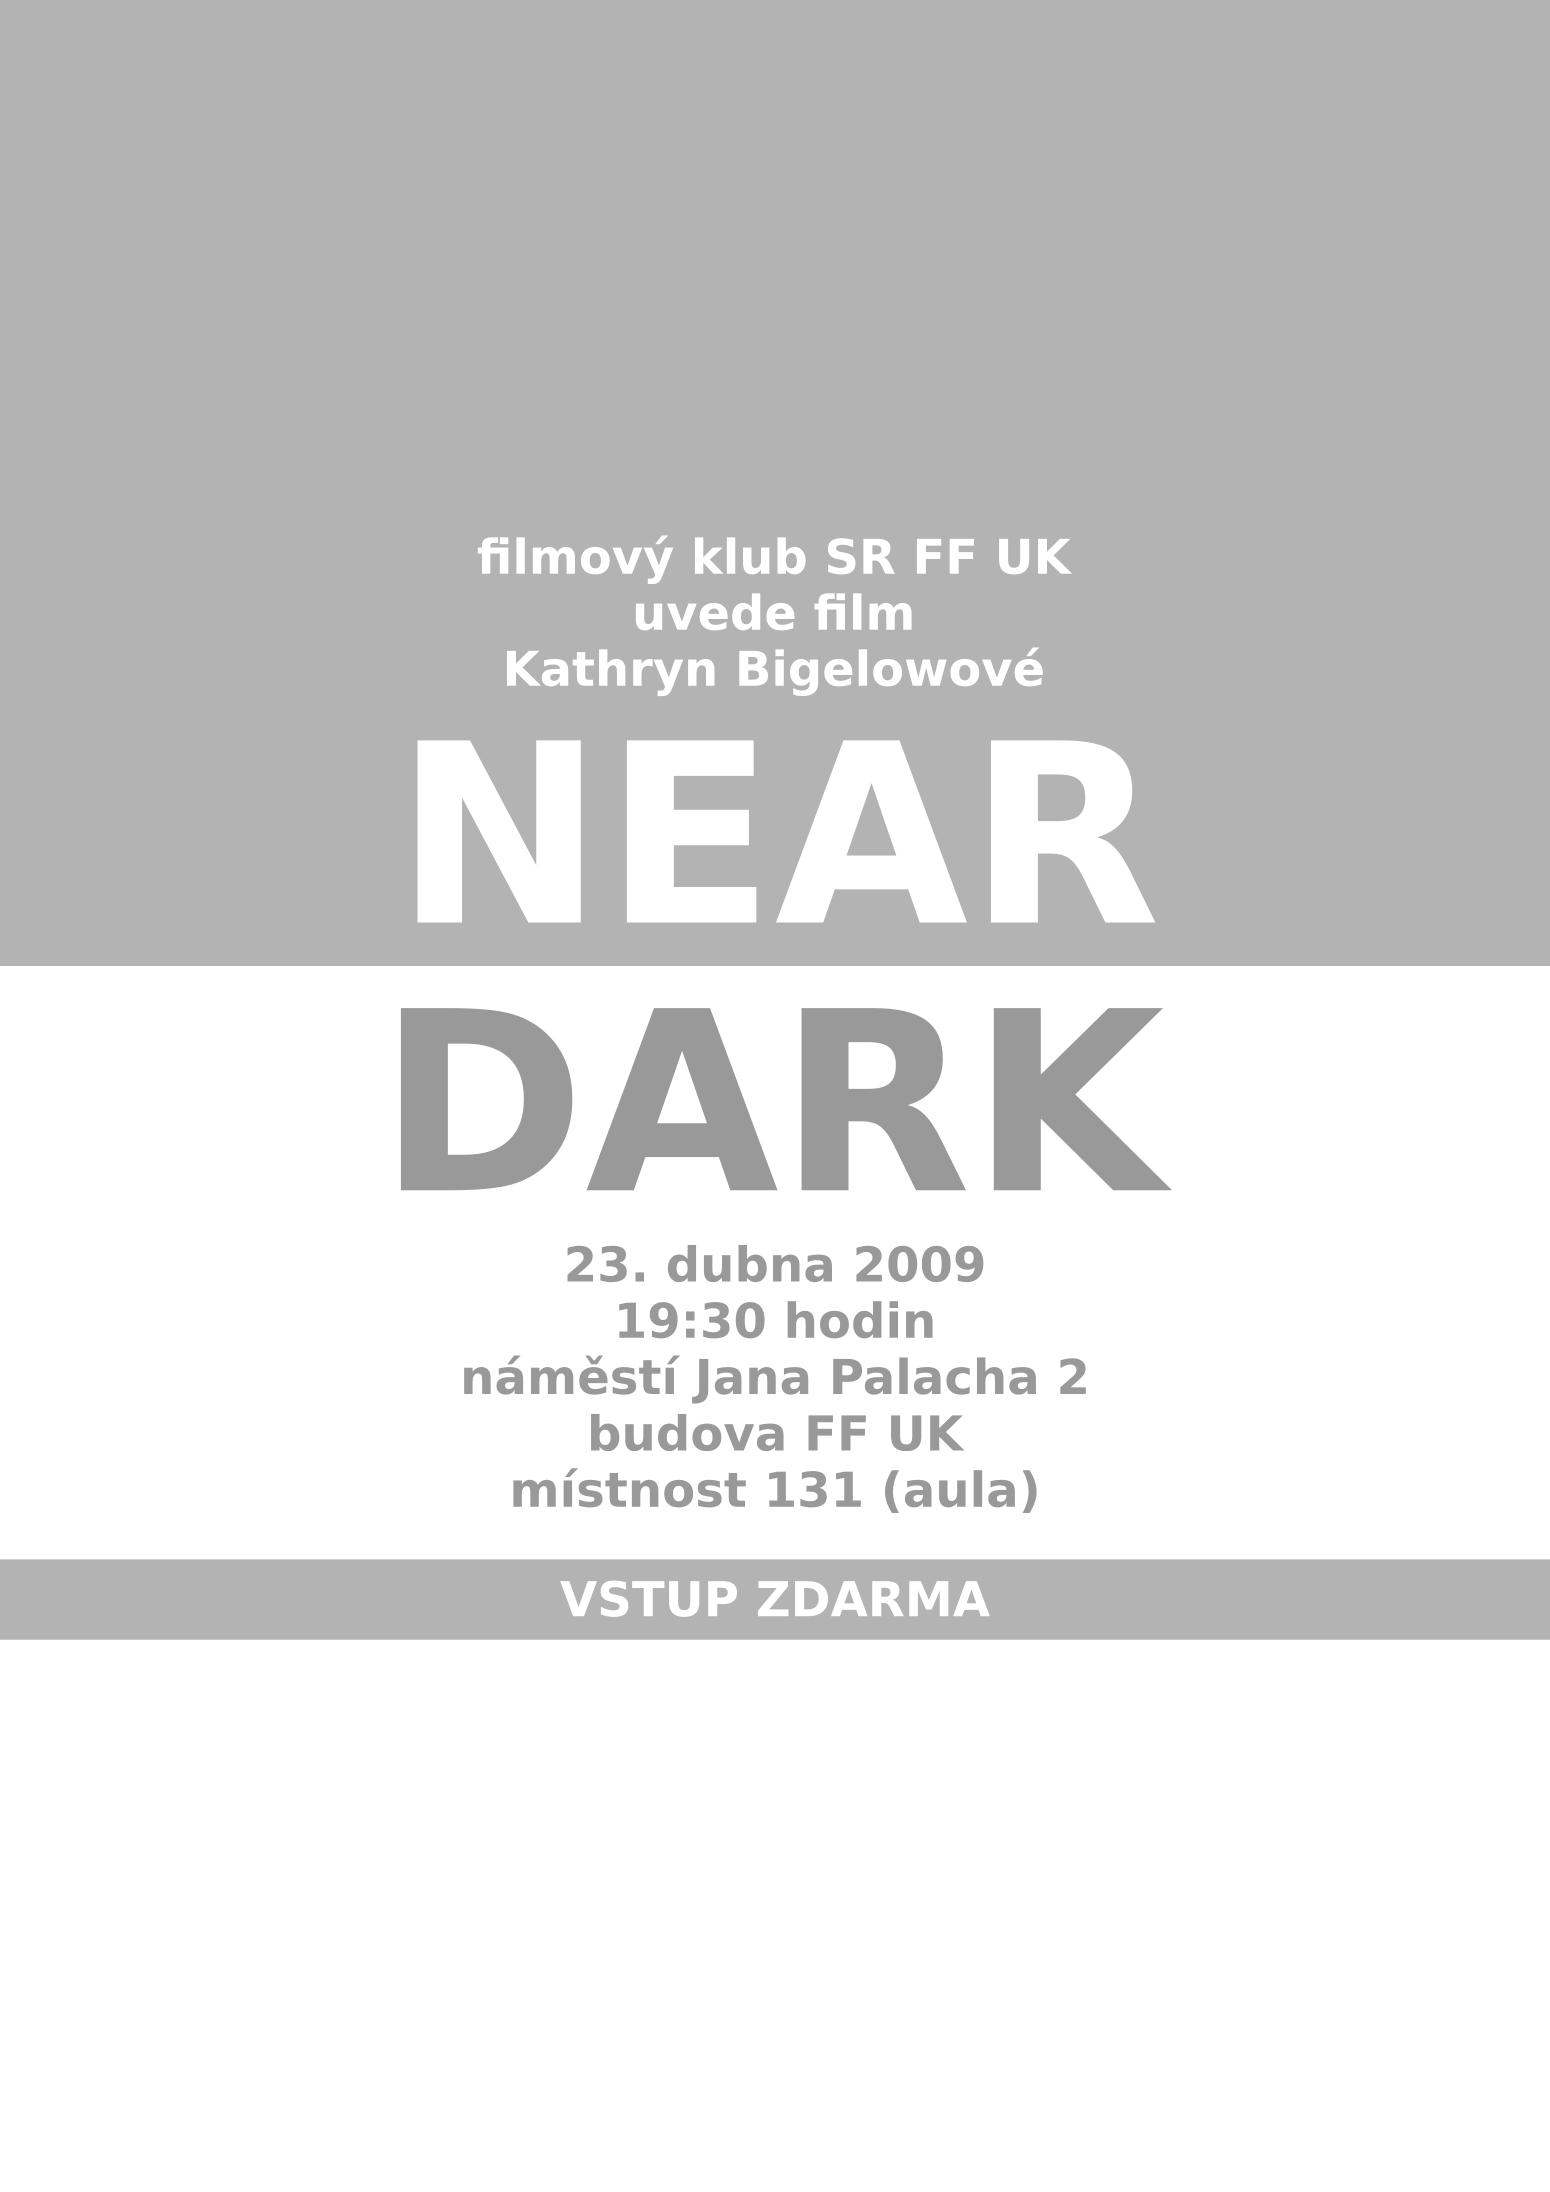 filmový klub SR FF UK
uvede film
Kathryn Bigelowové
NEAR
DARK
23. dubna 2009
19:30 hodin
náměstí Jana Palacha 2
budova FF UK
místnost 131 (aula)
VSTUP ZDARMA